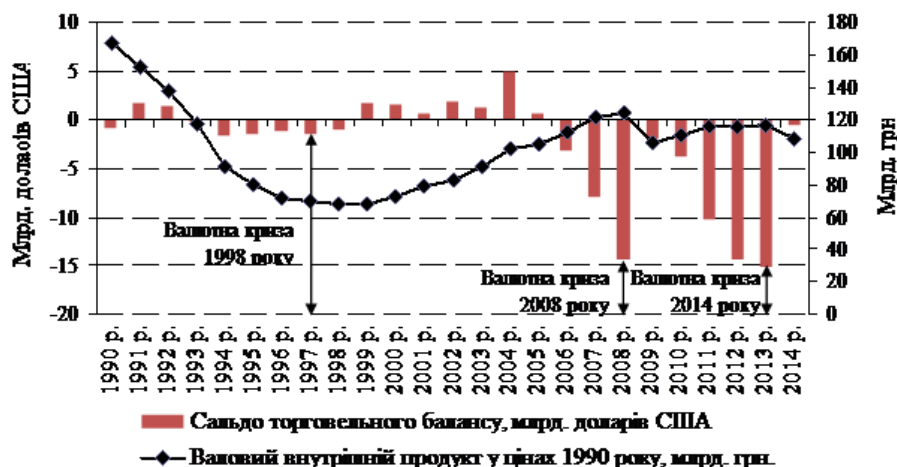 Млрд. долаоів США
10
5
0
-5
-10
-15
-20
180
160
140
120
100
80
60
40
20
0
Млрд. грн
Валютна криза
1998 року
Валютна криза
2008 року
Валютна криза
2014 року
1990 р.
1991 р.
1992 р.
1993 р.
1994 р.
1995 р.
1996 р.
1997 р.
1998 р.
1999 р.
2000 р.
2001 р.
2002 р.
2003 р.
2004 р.
2005 р.
2006 р.
2007 р.
2008 р.
2009 р.
2010 р.
2011 р.
2012 р.
2013 р.
2014 р.
Сальдо торговельного балансу, млрд. доларів США
Валовий внутрішній продукт у цінах 1990 року, млрд. грн.